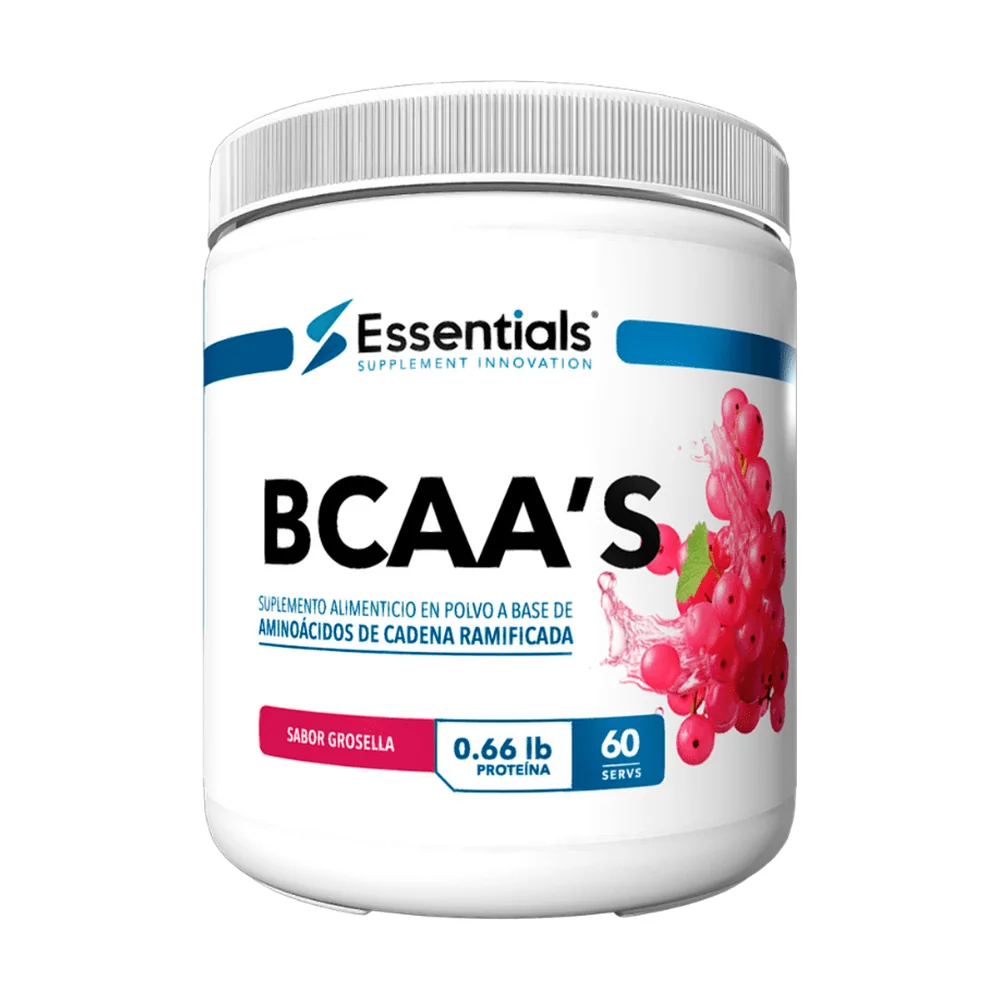 Essentials®
SUPPLEMENT INNOVATION
BCAA'S
SUPLEMENTO ALIMENTICIO EN POLVO A BASE DE
AMINOÁCIDOS DE CADENA RAMIFICADA
SABOR GROSELLA
0.66 lb
PROTEÍNA
60
SERVS